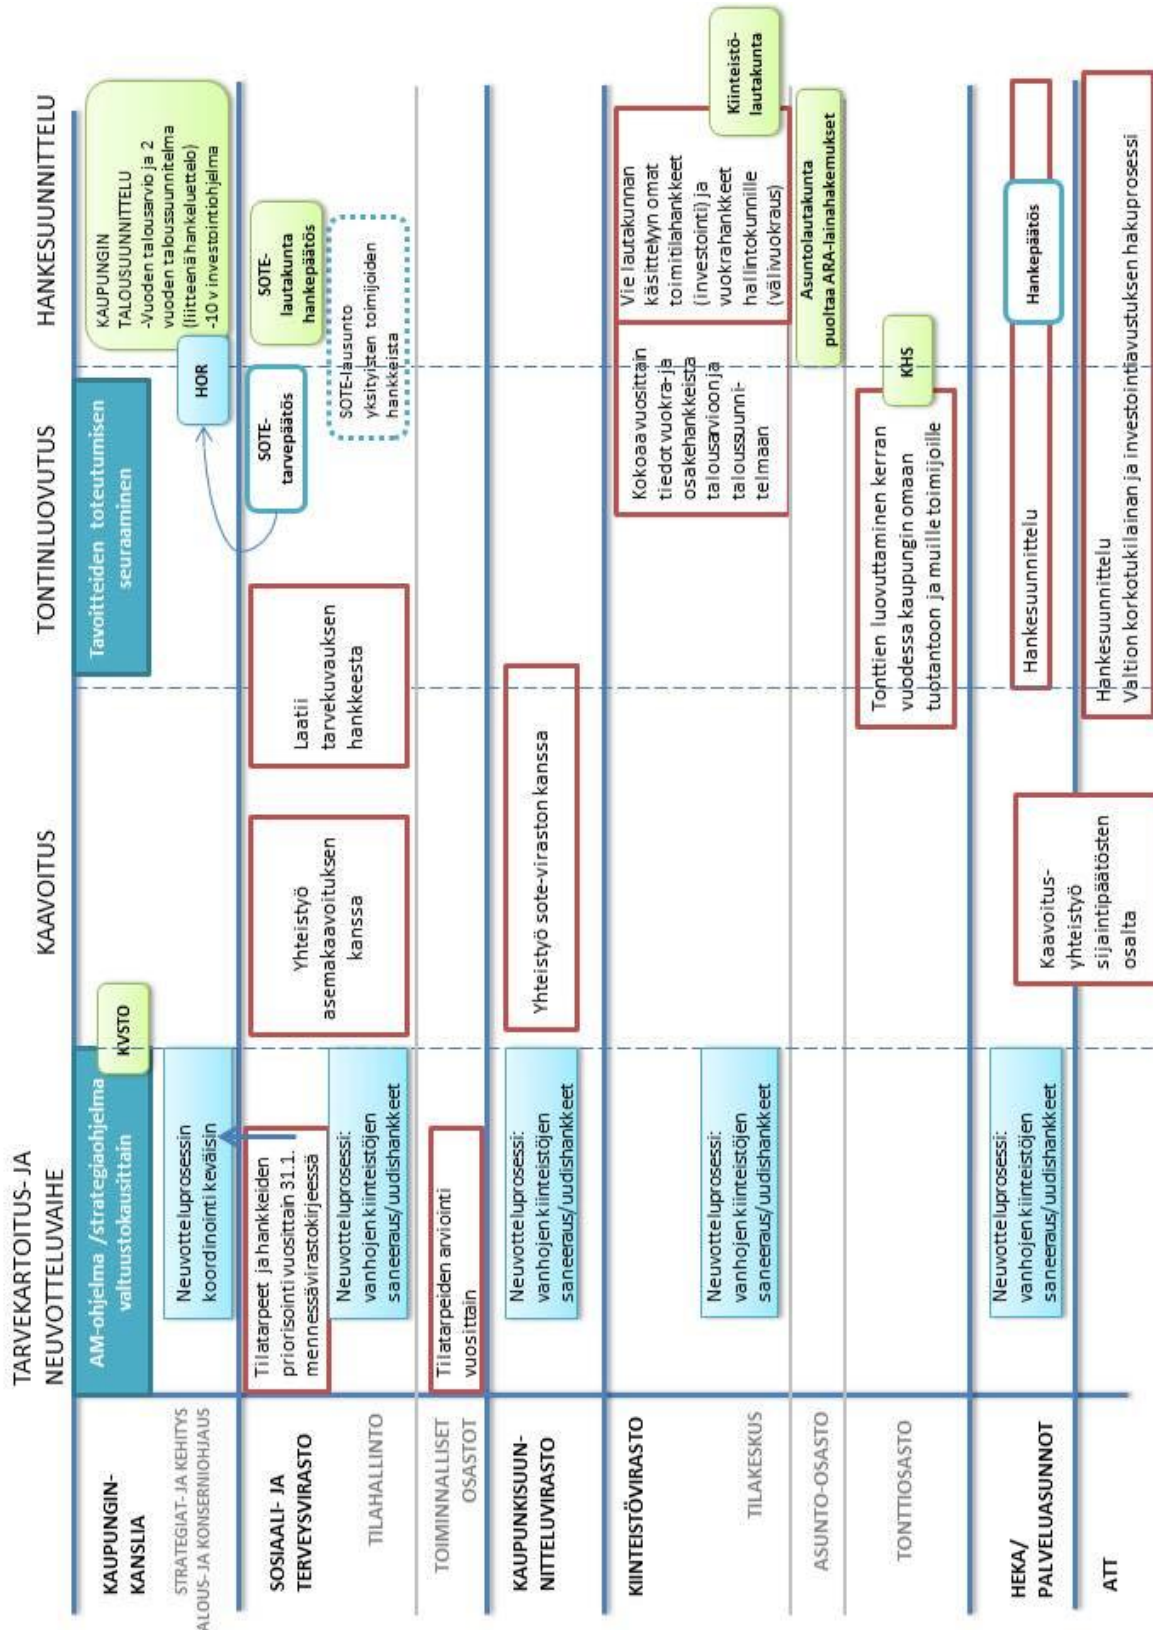 TARVEKARTOITUS- JA
NEUVOTTELUVAIHE
KAAVOITUS
TONTINLUOVUTUS
HANKESUUNNITTELU
KAUPUNGIN-
KANSLIA
STRATEGIAT- JA KEHITYS
ALOUS- JA KONSERNIOHJAUS
AM-ohjelma /strategiaohjelma
valtuustokausittain
KVSTO
Neuvotteluprosessin
koordinointi keväisin
Tavoitteiden toteutumisen
seuraaminen
HOR
KAUPUNGIN
TALOUSUUNNITTELU
-Vuoden talousarvio ja 2
vuoden taloussuunnitelma
(liitteenä hankeluettelo)
-10 v investointiohjelma
SOSIAALI- JA
TERVEYSVIRASTO
TILAHALLINTO
Tilatarpeet ja hankkeiden
priorisointi vuosittain 31.1.
mennessä virastokirjeessä
Neuvotteluprosessi:
vanhojen kiinteistöjen
saneeraus/uudishankkeet
Yhteistyö
asemakaavoituksen
kanssa
Laatii
tarvekuvauksen
hankkeesta
SOTE-
tarvepäätös
SOTE-
lautakunta
hankepäätös
SOTE-lausunto
yksityisten toimijoiden
hankkeista
TOIMINNALLISET
OSASTOT
Tilatarpeiden arviointi
vuosittain
KAUPUNKISUUN-
NITTELUVIRASTO
Neuvotteluprosessi:
vanhojen kiinteistöjen
saneeraus/uudishankkeet
Yhteistyö sote-viraston kanssa
KIINTEISTÖVIRASTO
TILAKESKUS
Neuvotteluprosessi:
vanhojen kiinteistöjen
saneeraus/uudishankkeet
Kokoaa vuosittain
tiedot vuokra- ja
osakehankkeista
talousarvioon ja
taloussuunni-
telmaan
Vie lautakunnan
käsittelyyn omat
toimitilahankkeet
(investointi) ja
vuokrahankkeet
hallintokunnille
(välivuokraus)
Kiinteistö-
lautakunta
ASUNTO-OSASTO
Asuntolautakunta
puoltaa ARA-lainahakemukset
TONTTIOSASTO
Tonttien luovuttaminen kerran
vuodessa kaupungin omaan
tuotantoon ja muille toimijoille
KHS
HEKA/
PALVELUASUNNOT
Neuvotteluprosessi:
vanhojen kiinteistöjen
saneeraus/uudishankkeet
Kaavoitus-
yhteistyö
sijaintipäätösten
osalta
Hankesuunnittelu
Hankepäätös
ATT
Hankesuunnittelu
Valtion korkotukilainan ja investointiavustuksen hakuprosessi